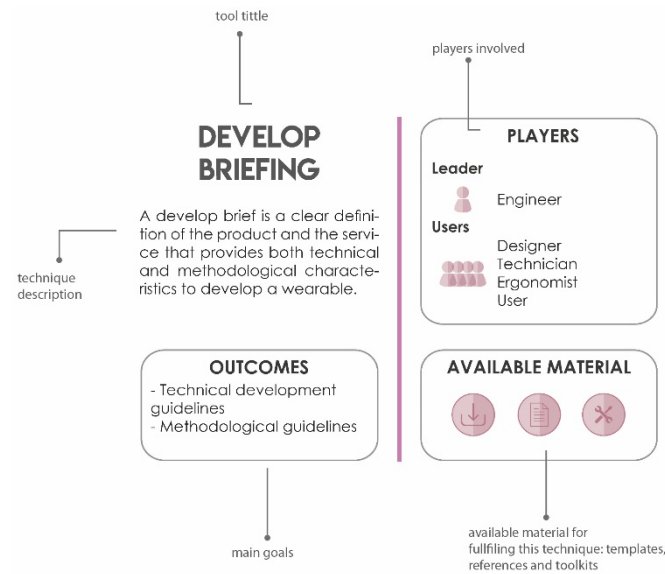 tool tittle
players involved
DEVELOP
BRIEFING
A develop brief is a clear defini-
tion of the product and the servi-
ce that provides both technical
and methodological characte-
ristics to develop a wearable.
technique
description
PLAYERS
Leader
Engineer
Users
Designer
Technician
Ergonomist
User
OUTCOMES
- Technical development
guidelines
- Methodological guidelines
AVAILABLE MATERIAL
main goals
available material for
fullfiling this technique: templates,
references and toolkits